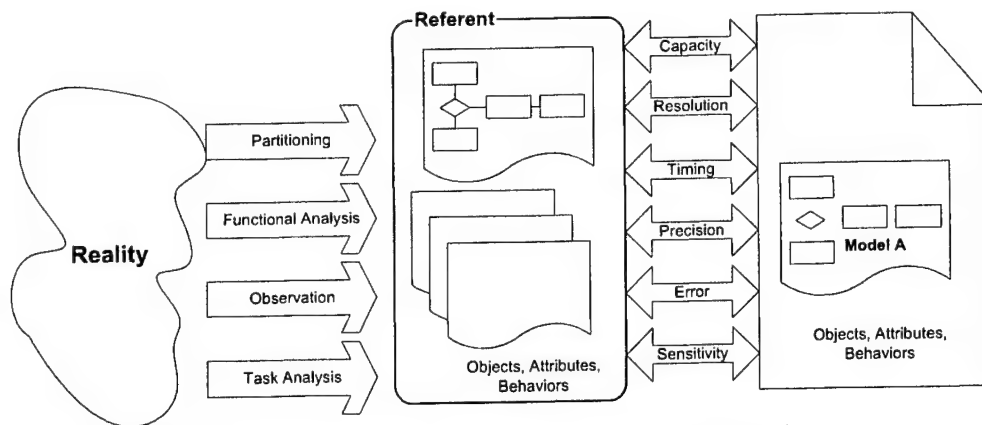 Referent
Capacity
Resolution
Partitioning
Timing
Functional Analysis
Precision
Reality
Model A
Observation
Error
Objects, Attributes,
Behaviors
Sensitivity
Objects, Attributes,
Behaviors
Task Analysis